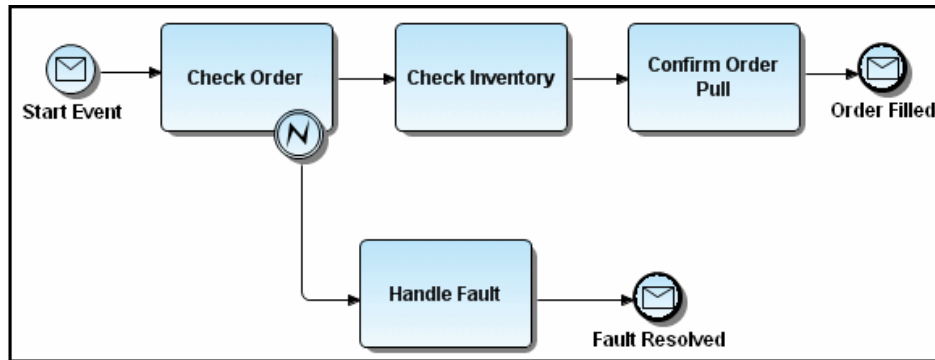 Check Order
Check Inventory
Confirm Order
Pull
Start Event
Order Filled
Handle Fault
Fault Resolved